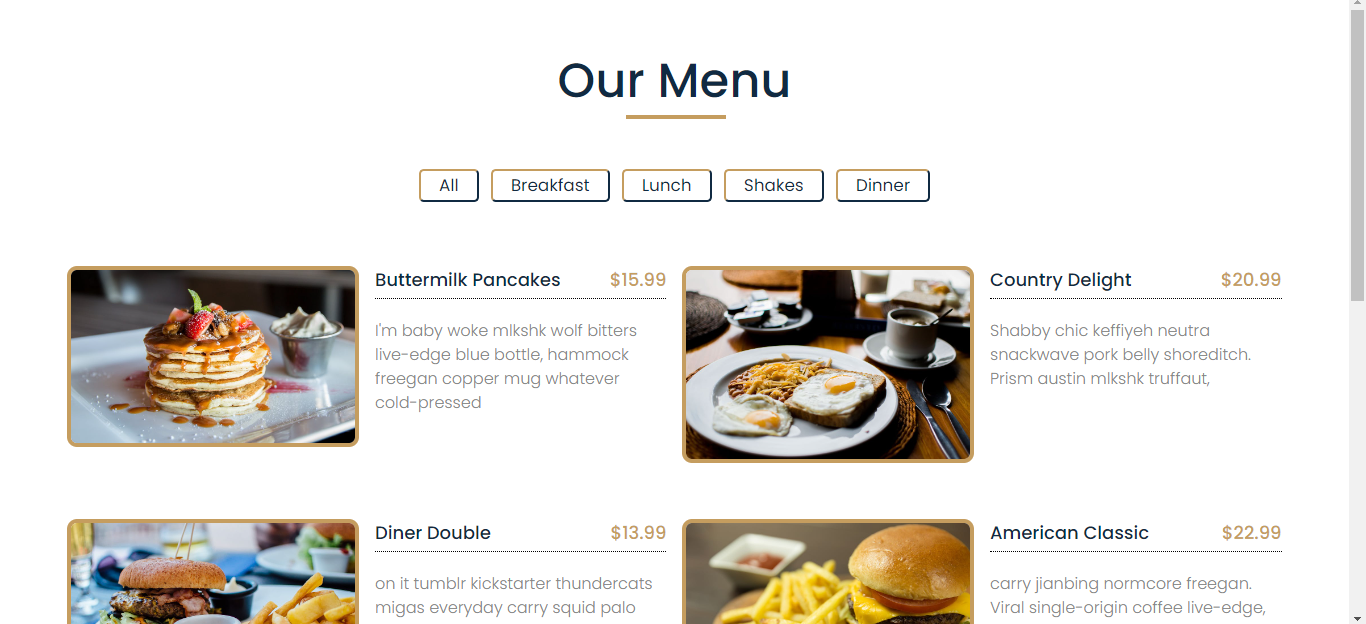 Our Menu
All Breakfast Lunch Shakes Dinner
Buttermilk Pancakes $15.99
I'm baby woke mlkshk wolf bitters
live-edge blue bottle, hammock
freegan copper mug whatever
cold-pressed
Country Delight $20.99
Shabby chic keffiyeh neutra
snackwave pork belly shoreditch.
Prism austin mlkshk truffaut,
Diner Double $13.99
on it tumblr kickstarter thundercats
migas everyday carry squid palo
American Classic $22.99
carry jianbing normcore freegan.
Viral single-origin coffee live-edge,